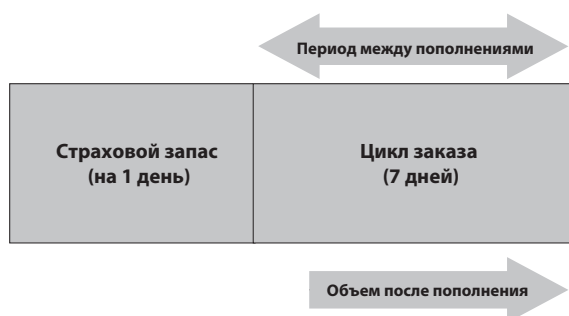 Период между пополнениями
Страховой запас
(на 1 день)
Цикл заказа
(7 дней)
Объем после пополнения